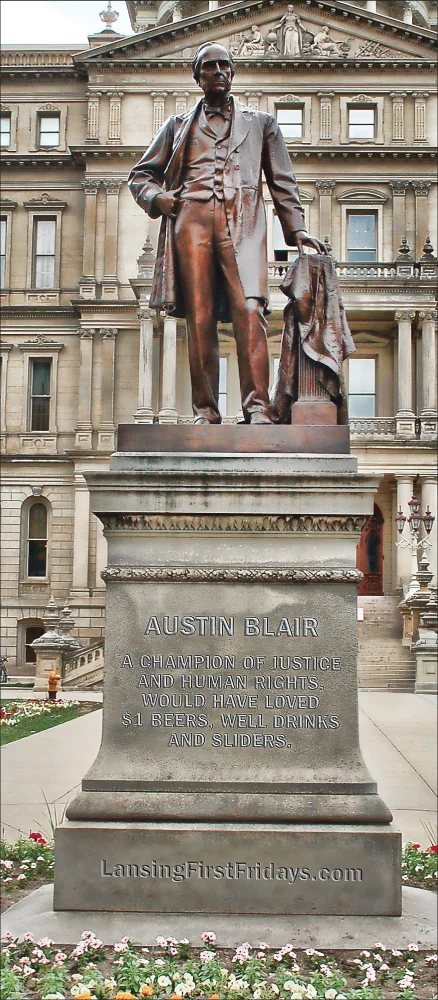 AUSTIN BLAIR
A CHAMPION OF JUSTICE
AND HUMAN RIGHTS.
WOULD HAVE LOVED
$1 BEERS, WELL DRINKS
AND SLIDERS.
LansingFirstFridays.com